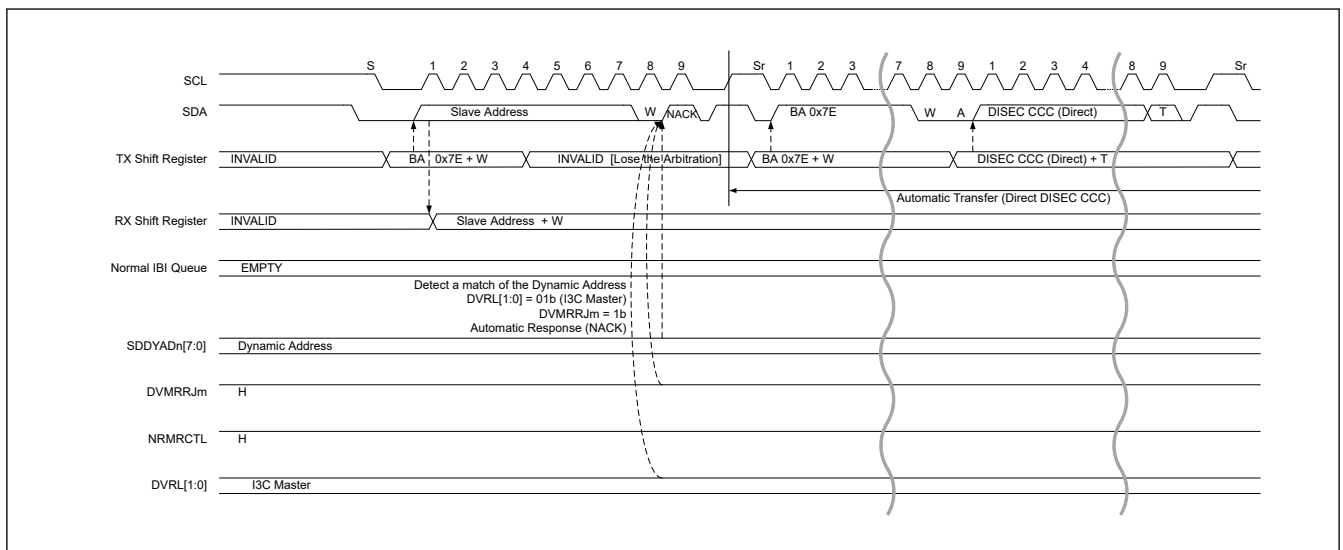 S 1 2 3 4 5 6 7 8 9 Sr 1 2 3 7 8 9 1 2 3 4 8 9 Sr
SCL
SDA Slave Address W NACK BA 0x7E W A DISEC CCC (Direct) T
TX Shift Register INVALID BA 0x7E + W INVALID [Lose the Arbitration] BA 0x7E + W DISEC CCC (Direct) + T
Automatic Transfer (Direct DISEC CCC)
RX Shift Register INVALID Slave Address + W
Normal IBI Queue EMPTY
Detect a match of the Dynamic Address
DVRL[1:0] = 01b (I3C Master)
DVMRRJm = 1b
Automatic Response (NACK)
SDDYADn[7:0] Dynamic Address
DVMRRJm H
NRMRCTL H
DVRL[1:0] I3C Master